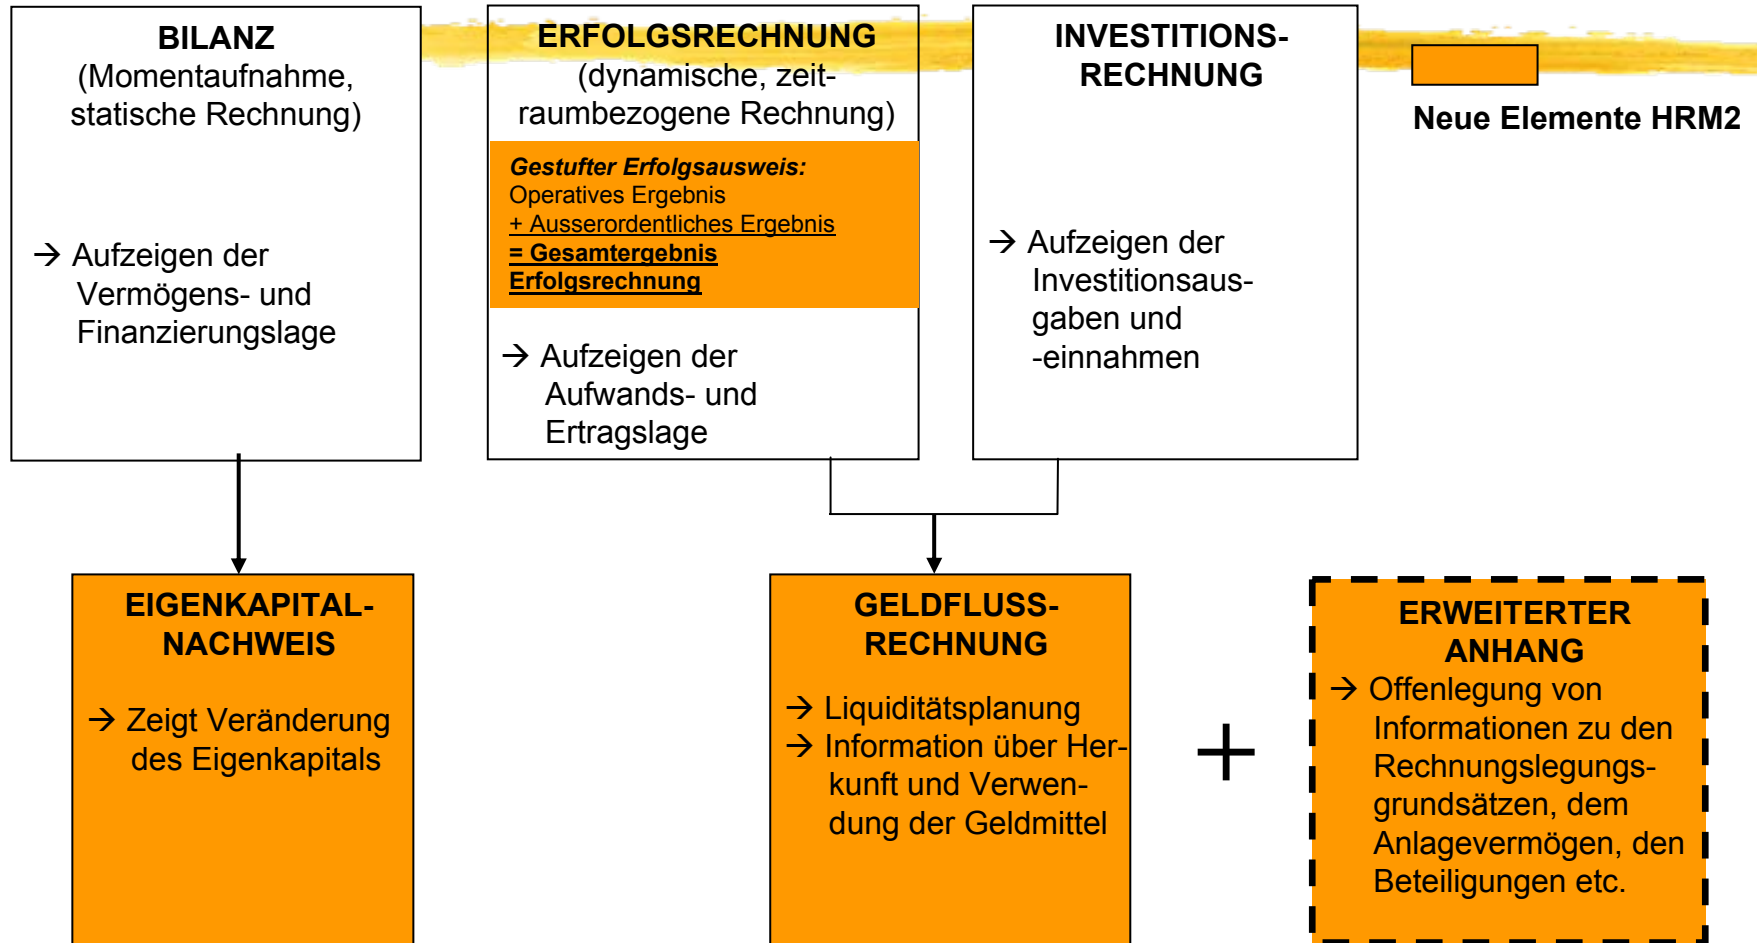 BILANZ
(Momentaufnahme,
statische Rechnung)
→ Aufzeigen der
Vermögens- und
Finanzierungslage
ERFOLGSRECHNUNG
(dynamische, zeit-
raumbezogene Rechnung)
Gestufter Erfolgsausweis:
Operatives Ergebnis
+ Ausserordentliches Ergebnis
= Gesamtergebnis
Erfolgsrechnung
→ Aufzeigen der
Aufwands- und
Ertragslage
INVESTITIONS-
RECHNUNG
→ Aufzeigen der
Investitionsaus-
gaben und
-einnahmen
Neue Elemente HRM2
EIGENKAPITAL-
NACHWEIS
→ Zeigt Veränderung
des Eigenkapitals
GELDFLUSS-
RECHNUNG
→ Liquiditätsplanung
→ Information über Her-
kunft und Verwen-
dung der Geldmittel
+
ERWEITERTER
ANHANG
→ Offenlegung von
Informationen zu den
Rechnungslegungs-
grundsätzen, dem
Anlagevermögen, den
Beteiligungen etc.